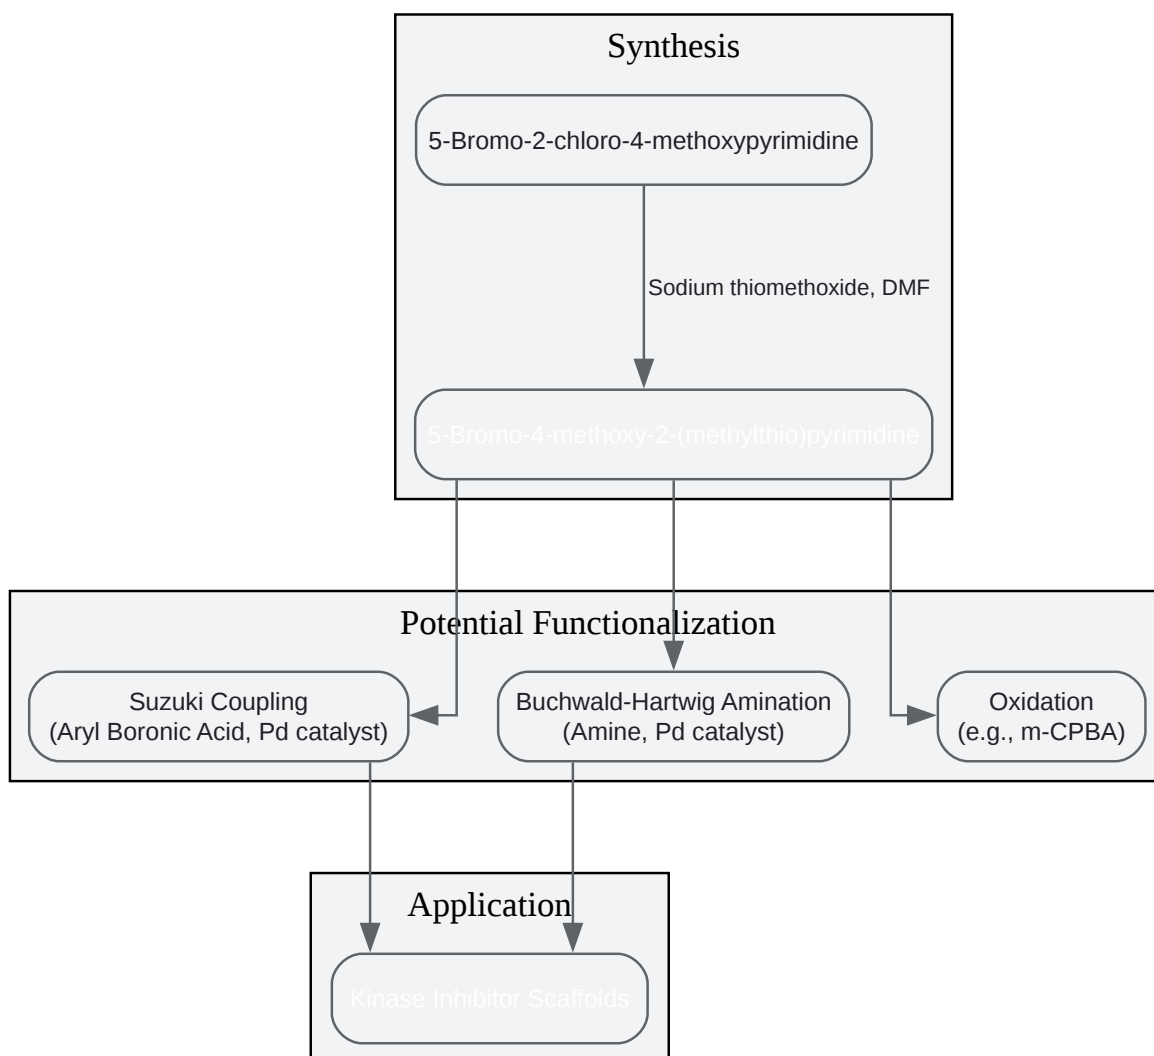 Synthesis
5-Bromo-2-chloro-4-methoxypyrimidine
Sodium thiomethoxide, DMF
5-Bromo-4-methoxy-2-(methylthio)pyrimidine
Potential Functionalization
Suzuki Coupling
(Aryl Boronic Acid, Pd catalyst)
Buchwald-Hartwig Amination
(Amine, Pd catalyst)
Oxidation
(e.g., m-CPBA)
Application
Kinase Inhibitor Scaffolds